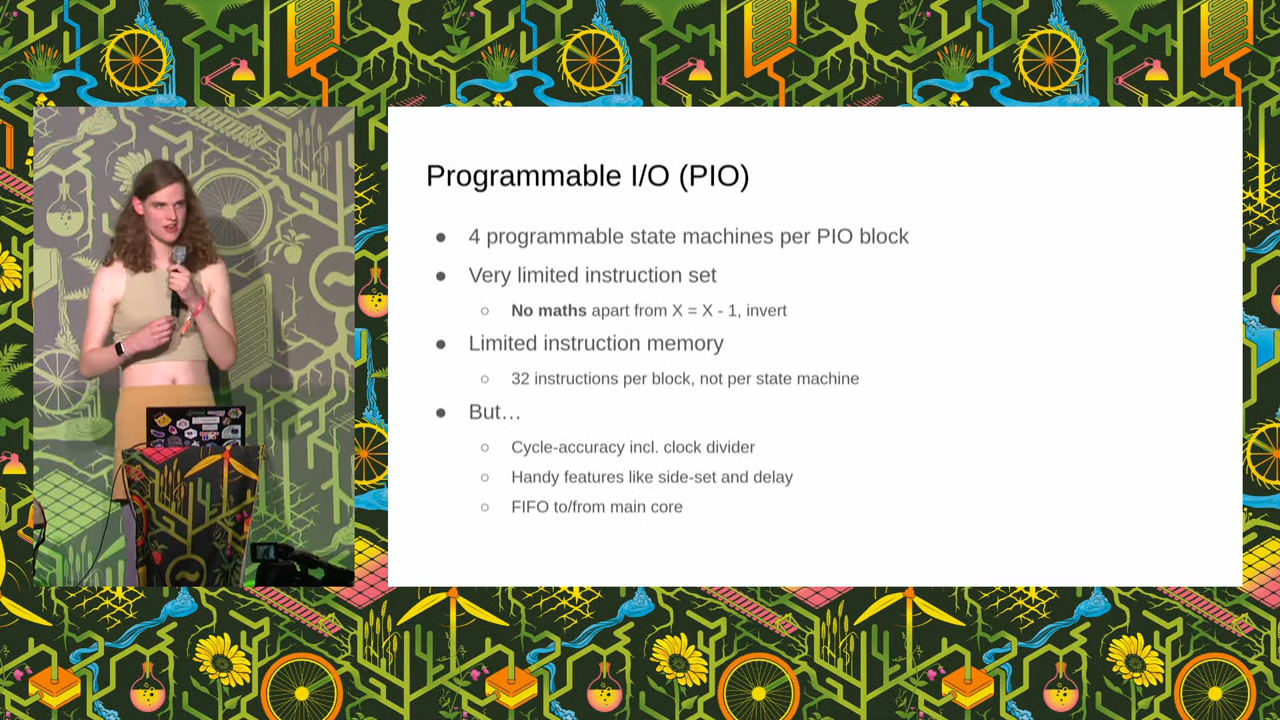 Programmable I/O (PIO)
● 4 programmable state machines per PIO block
● Very limited instruction set
○ No maths apart from X = X - 1, invert
● Limited instruction memory
○ 32 instructions per block, not per state machine
● But…
○ Cycle-accuracy incl. clock divider
○ Handy features like side-set and delay
○ FIFO to/from main core